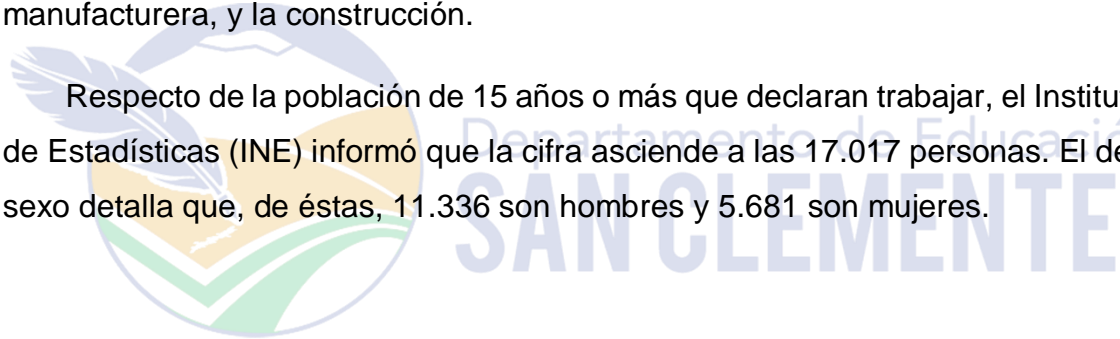 manufacturera, y la construcción.
Respecto de la población de 15 años o más que declaran trabajar, el Institu
de Estadísticas (INE) informó que la cifra asciende a las 17.017 personas. El de
sexo detalla que, de éstas, 11.336 son hombres y 5.681 son mujeres.
Departamento de Educació
SAN CLEMENTE